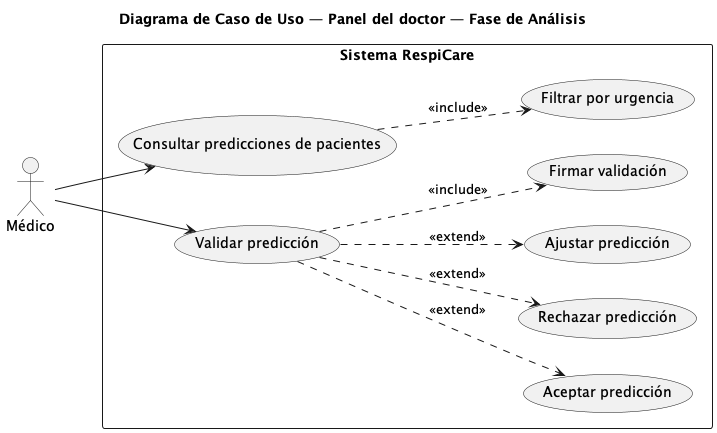 Diagrama de Caso de Uso — Panel del doctor — Fase de Análisis
Sistema RespiCare
Médico
Consultar predicciones de pacientes
«include»
Filtrar por urgencia
Validar predicción
«include»
Firmar validación
«extend»
Ajustar predicción
«extend»
Rechazar predicción
«extend»
Aceptar predicción